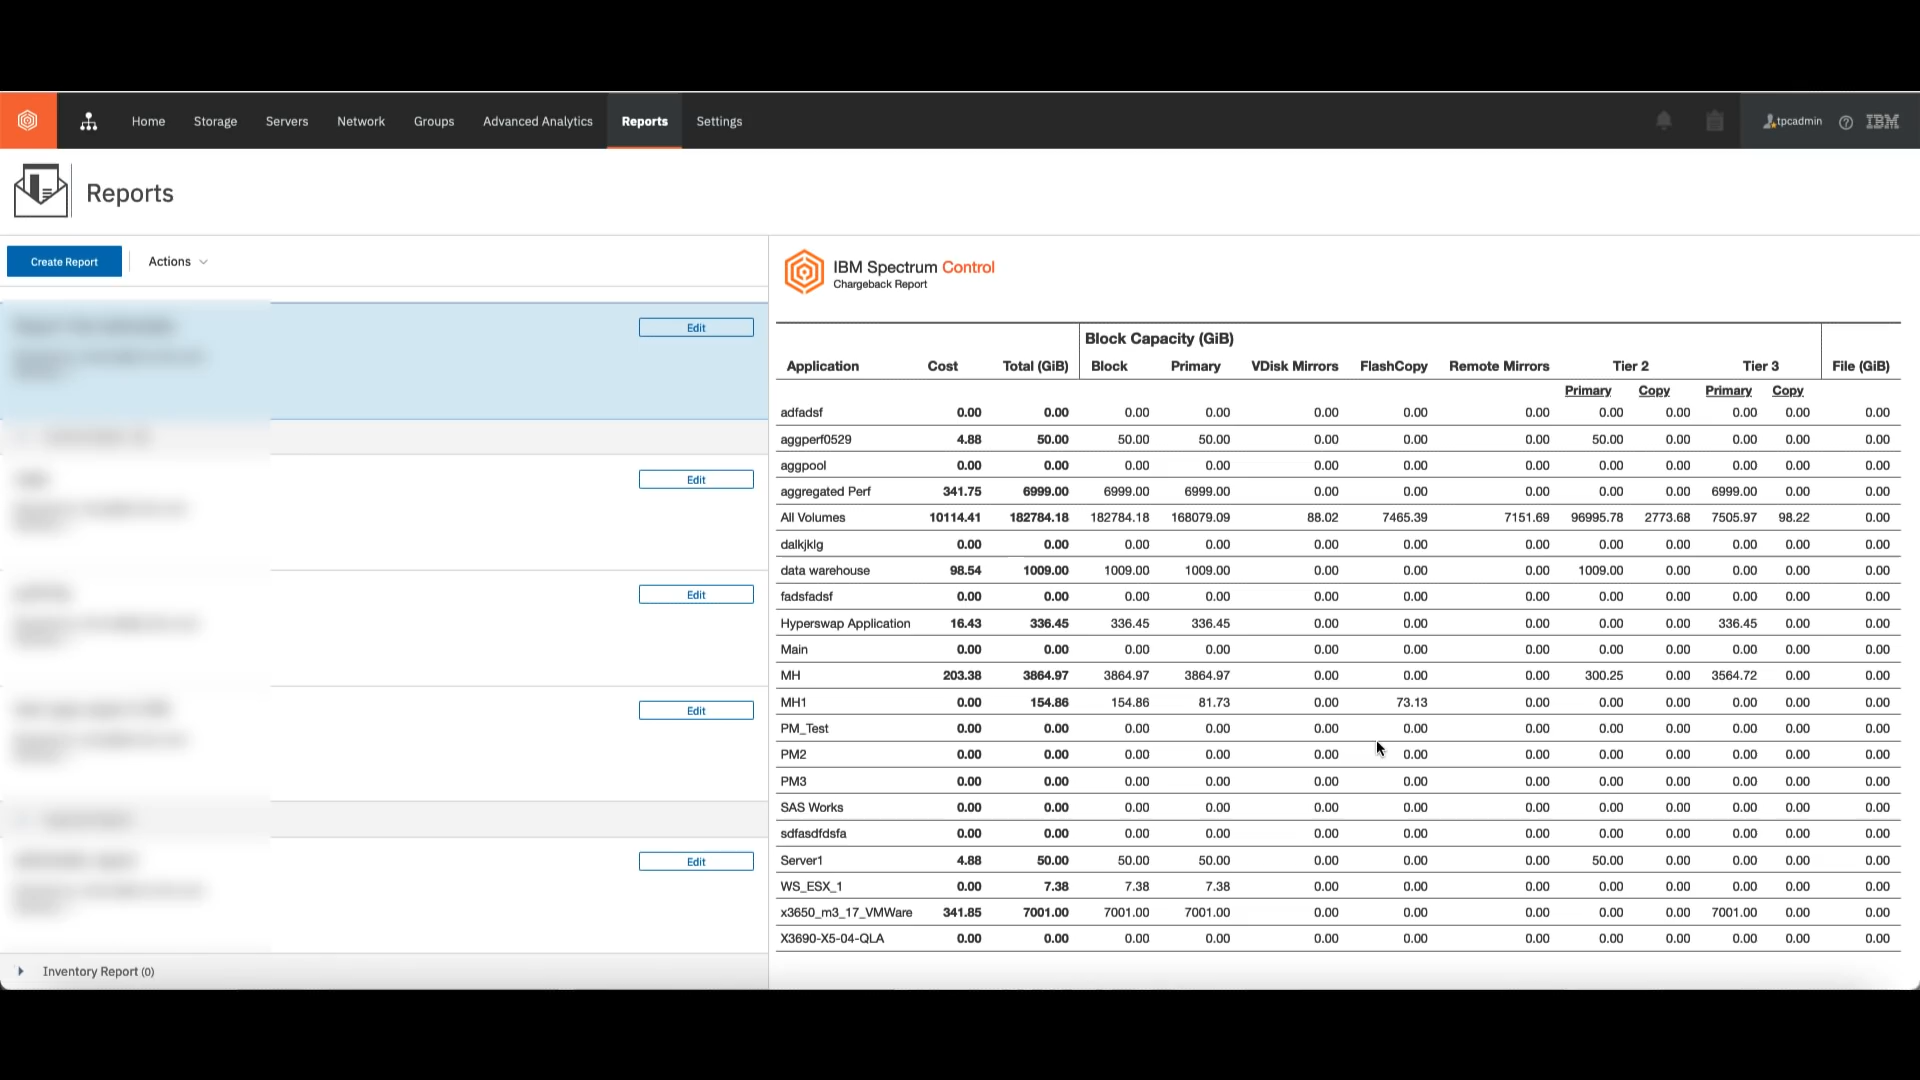 Home Storage Servers Network Groups Advanced Analytics Reports Settings tpcadmin IBM
Reports
Create Report Actions
Edit
Edit
Edit
Edit
Edit
Inventory Report (0)
IBM Spectrum Control
Chargeback Report
Block Capacity (GiB)
Application Cost Total (GiB) Block Primary VDisk Mirrors FlashCopy Remote Mirrors Tier 2 Tier 3 File (GiB)
Primary Copy Primary Copy
adfadsf 0.00 0.00 0.00 0.00 0.00 0.00 0.00 0.00 0.00 0.00 0.00 0.00
aggperf0529 4.88 50.00 50.00 50.00 0.00 0.00 0.00 50.00 0.00 0.00 0.00 0.00
aggpool 0.00 0.00 0.00 0.00 0.00 0.00 0.00 0.00 0.00 0.00 0.00 0.00
aggregated Perf 341.75 6999.00 6999.00 6999.00 0.00 0.00 0.00 0.00 0.00 6999.00 0.00 0.00
All Volumes 10114.41 182784.18 182784.18 168079.09 88.02 7465.39 7151.69 96995.78 2773.68 7505.97 98.22 0.00
dalkjklg 0.00 0.00 0.00 0.00 0.00 0.00 0.00 0.00 0.00 0.00 0.00 0.00
data warehouse 98.54 1009.00 1009.00 1009.00 0.00 0.00 0.00 1009.00 0.00 0.00 0.00 0.00
fadsfadsf 0.00 0.00 0.00 0.00 0.00 0.00 0.00 0.00 0.00 0.00 0.00 0.00
Hyperswap Application 16.43 336.45 336.45 336.45 0.00 0.00 0.00 0.00 0.00 336.45 0.00 0.00
Main 0.00 0.00 0.00 0.00 0.00 0.00 0.00 0.00 0.00 0.00 0.00 0.00
MH 203.38 3864.97 3864.97 3864.97 0.00 0.00 0.00 300.25 0.00 3564.72 0.00 0.00
MH1 0.00 154.86 154.86 81.73 0.00 73.13 0.00 0.00 0.00 0.00 0.00 0.00
PM_Test 0.00 0.00 0.00 0.00 0.00 0.00 0.00 0.00 0.00 0.00 0.00 0.00
PM2 0.00 0.00 0.00 0.00 0.00 0.00 0.00 0.00 0.00 0.00 0.00 0.00
PM3 0.00 0.00 0.00 0.00 0.00 0.00 0.00 0.00 0.00 0.00 0.00 0.00
SAS Works 0.00 0.00 0.00 0.00 0.00 0.00 0.00 0.00 0.00 0.00 0.00 0.00
sdfasdfdsfa 0.00 0.00 0.00 0.00 0.00 0.00 0.00 0.00 0.00 0.00 0.00 0.00
Server1 4.88 50.00 50.00 50.00 0.00 0.00 0.00 50.00 0.00 0.00 0.00 0.00
WS_ESX_1 0.00 7.38 7.38 7.38 0.00 0.00 0.00 0.00 0.00 0.00 0.00 0.00
x3650_m3_17_VMWare 341.85 7001.00 7001.00 7001.00 0.00 0.00 0.00 0.00 0.00 7001.00 0.00 0.00
X3690-X5-04-QLA 0.00 0.00 0.00 0.00 0.00 0.00 0.00 0.00 0.00 0.00 0.00 0.00